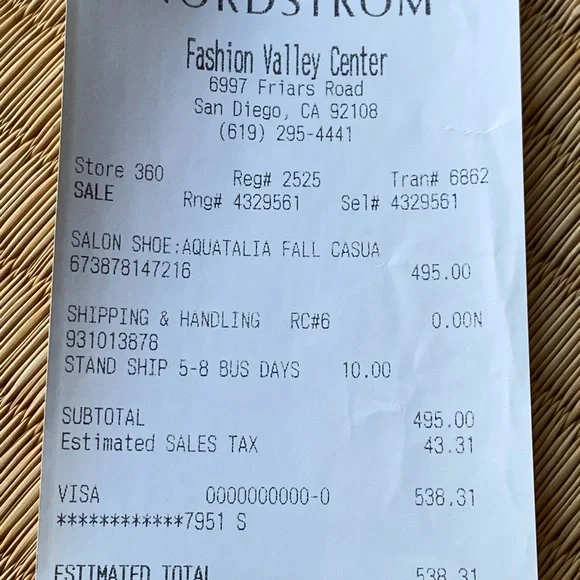 NORDSTROM
Fashion Valley Center
6997 Friars Road
San Diego, CA 92108
(619) 295-4441
Store 360 Reg# 2525 Tran# 6862
SALE Rng# 4329561 Sel# 4329561
SALON SHOE:AQUATALIA FALL CASUA
673878147216 495.00
SHIPPING & HANDLING RC#6 0.00N
931013878
STAND SHIP 5-8 BUS DAYS 10.00
SUBTOTAL 495.00
Estimated SALES TAX 43.31
VISA 0000000000-0 538.31
************7951 S
ESTIMATED TOTAL 538.31